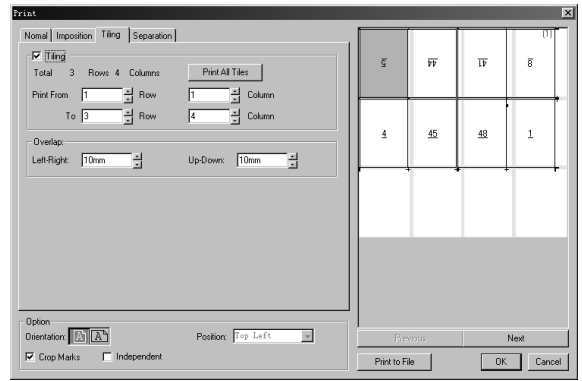 Print
Nomal Imposition Tiling Separation
Tiling
Total 3 Rows 4 Columns Print All Tiles
Print From 1 Row 1 Column
To 3 Row 4 Column
Overlap:
Left-Right: 10mm Up-Down: 10mm
Option
Orientation: A A Position: Top Left
Crop Marks Independent
(1)
5 44 41 8
4 45 48 1
Previous Next
Print to File OK Cancel